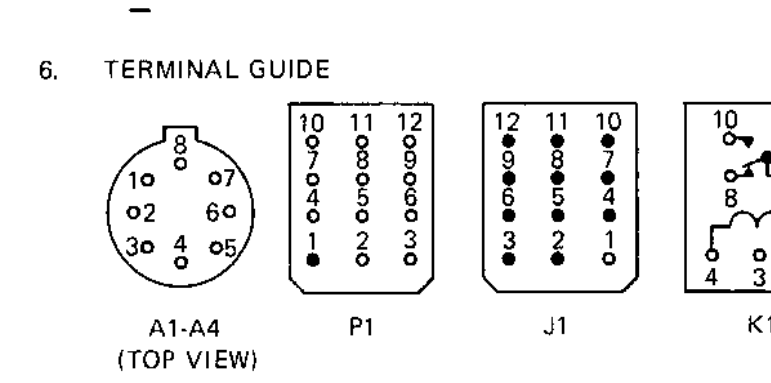 6. TERMINAL GUIDE
10 11 12 12 11 10 10
8
7 8 9 9 8 7
1 7
4 5 6 6 5 4 8
2 6
3 4 5 1 2 3 3 2 1
4 3
A1-A4 P1 J1 K1
(TOP VIEW)